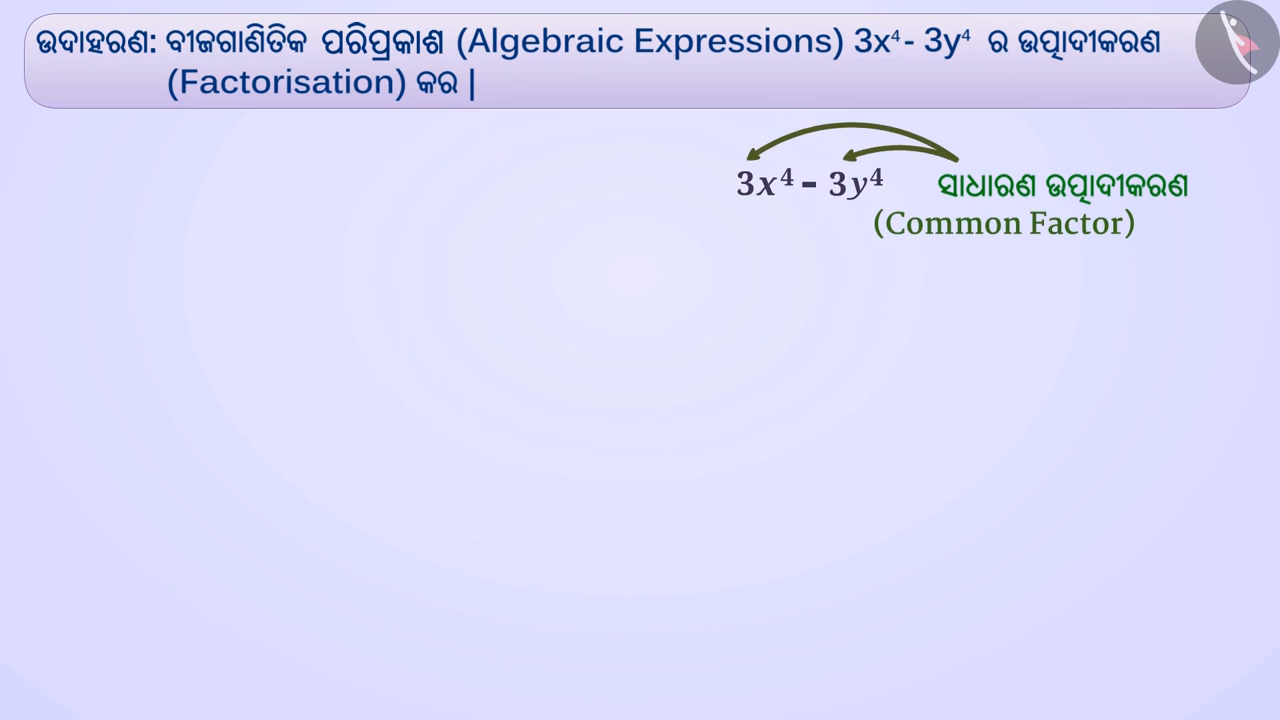 ଉଦାହରଣ: ବୀଜଗାଣିତିକ ପରିପ୍ରକାଶ (Algebraic Expressions) 3x⁴ - 3y⁴ ର ଉତ୍ପାଦୀକରଣ
(Factorisation) କର |
3x⁴ - 3y⁴ ସାଧାରଣ ଉତ୍ପାଦୀକରଣ
(Common Factor)